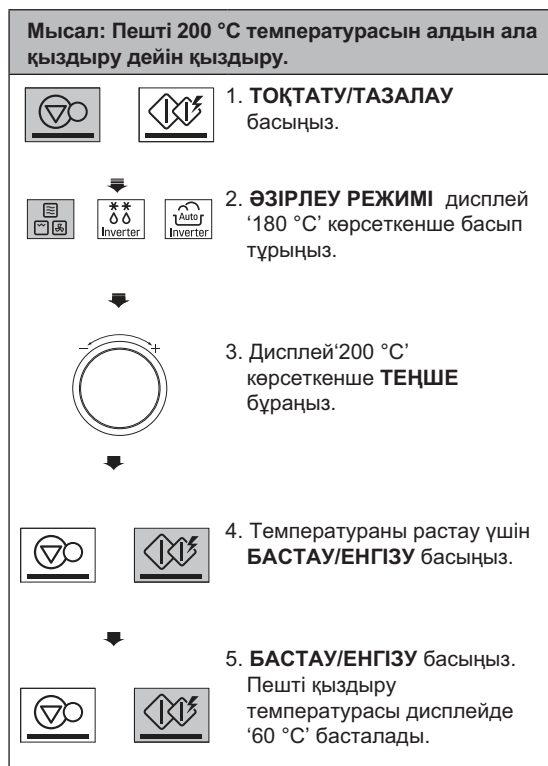 Мысал: Пешті 200 °C температурасын алдын ала
қыздыру дейін қыздыру.
1. ТОҚТАТУ/ТАЗАЛАУ
басыңыз.
2. ӘЗІРЛЕУ РЕЖИМІ дисплей
‘180 °C’ көрсеткенше басып
тұрыңыз.
Inverter
Auto
Inverter
3. Дисплей‘200 °C’
көрсеткенше ТЕҢШЕ
бұраңыз.
- +
4. Температураны растау үшін
БАСТАУ/ЕНГІЗУ басыңыз.
5. БАСТАУ/ЕНГІЗУ басыңыз.
Пешті қыздыру
температурасы дисплейде
‘60 °C’ басталады.